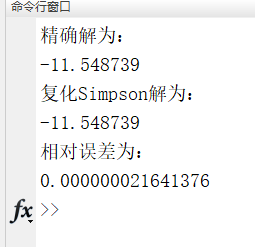 命令行窗口
精确解为：
-11.548739
复化Simpson解为：
-11.548739
相对误差为：
0.000000021641376
fx >>